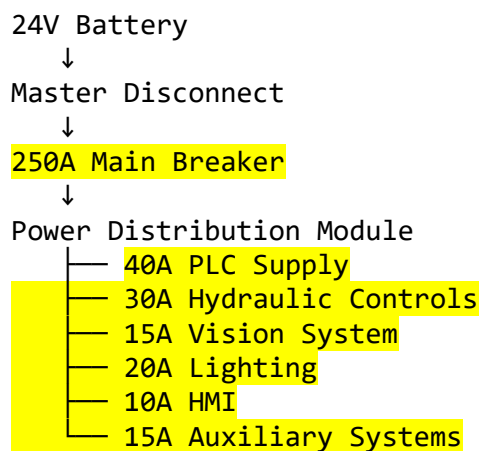 24V Battery
↓
Master Disconnect
↓
250A Main Breaker
↓
Power Distribution Module
├── 40A PLC Supply
├── 30A Hydraulic Controls
├── 15A Vision System
├── 20A Lighting
├── 10A HMI
└── 15A Auxiliary Systems